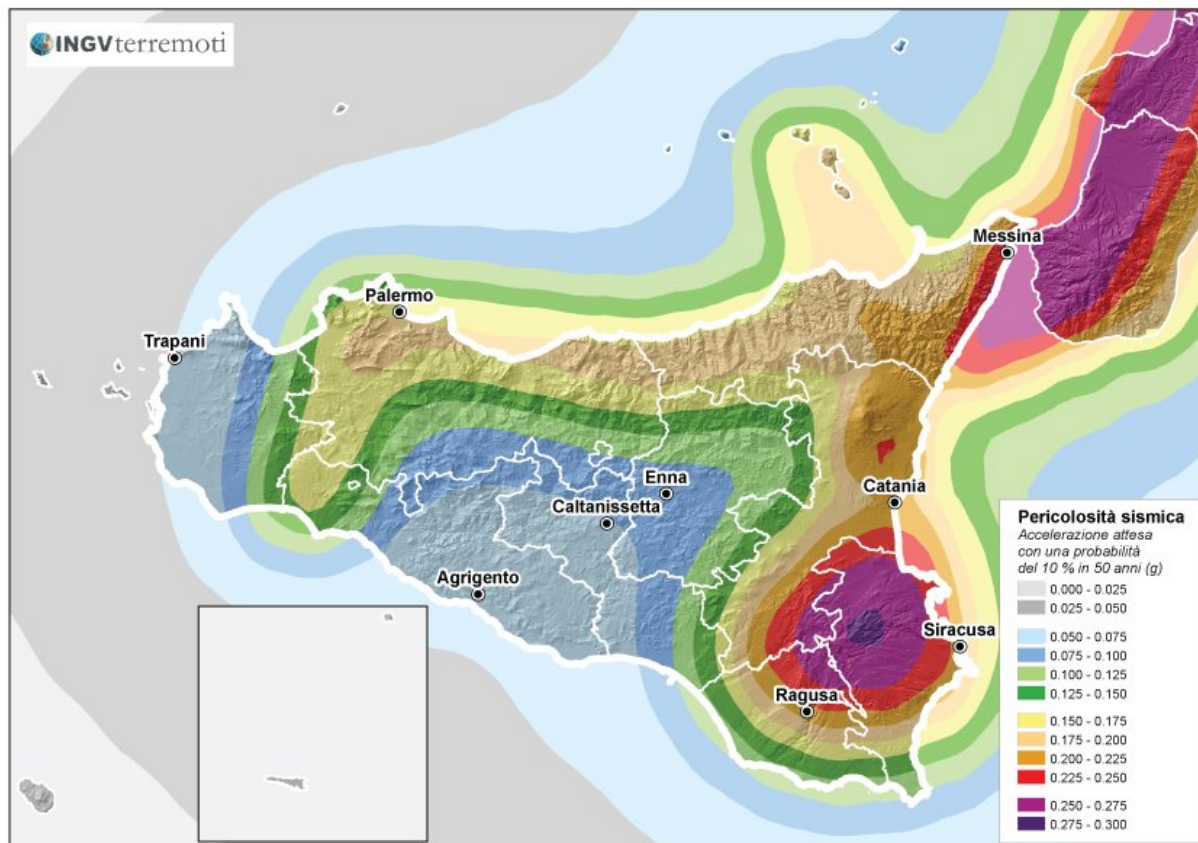 INGVterremoti
Messina
Palermo
Trapani
Enna
Catania
Caltanissetta
Agrigento
Siracusa
Ragusa
Pericolosità sismica
Accelerazione attesa
con una probabilità
del 10 % in 50 anni (g)
0.000 - 0.025
0.025 - 0.050
0.050 - 0.075
0.075 - 0.100
0.100 - 0.125
0.125 - 0.150
0.150 - 0.175
0.175 - 0.200
0.200 - 0.225
0.225 - 0.250
0.250 - 0.275
0.275 - 0.300